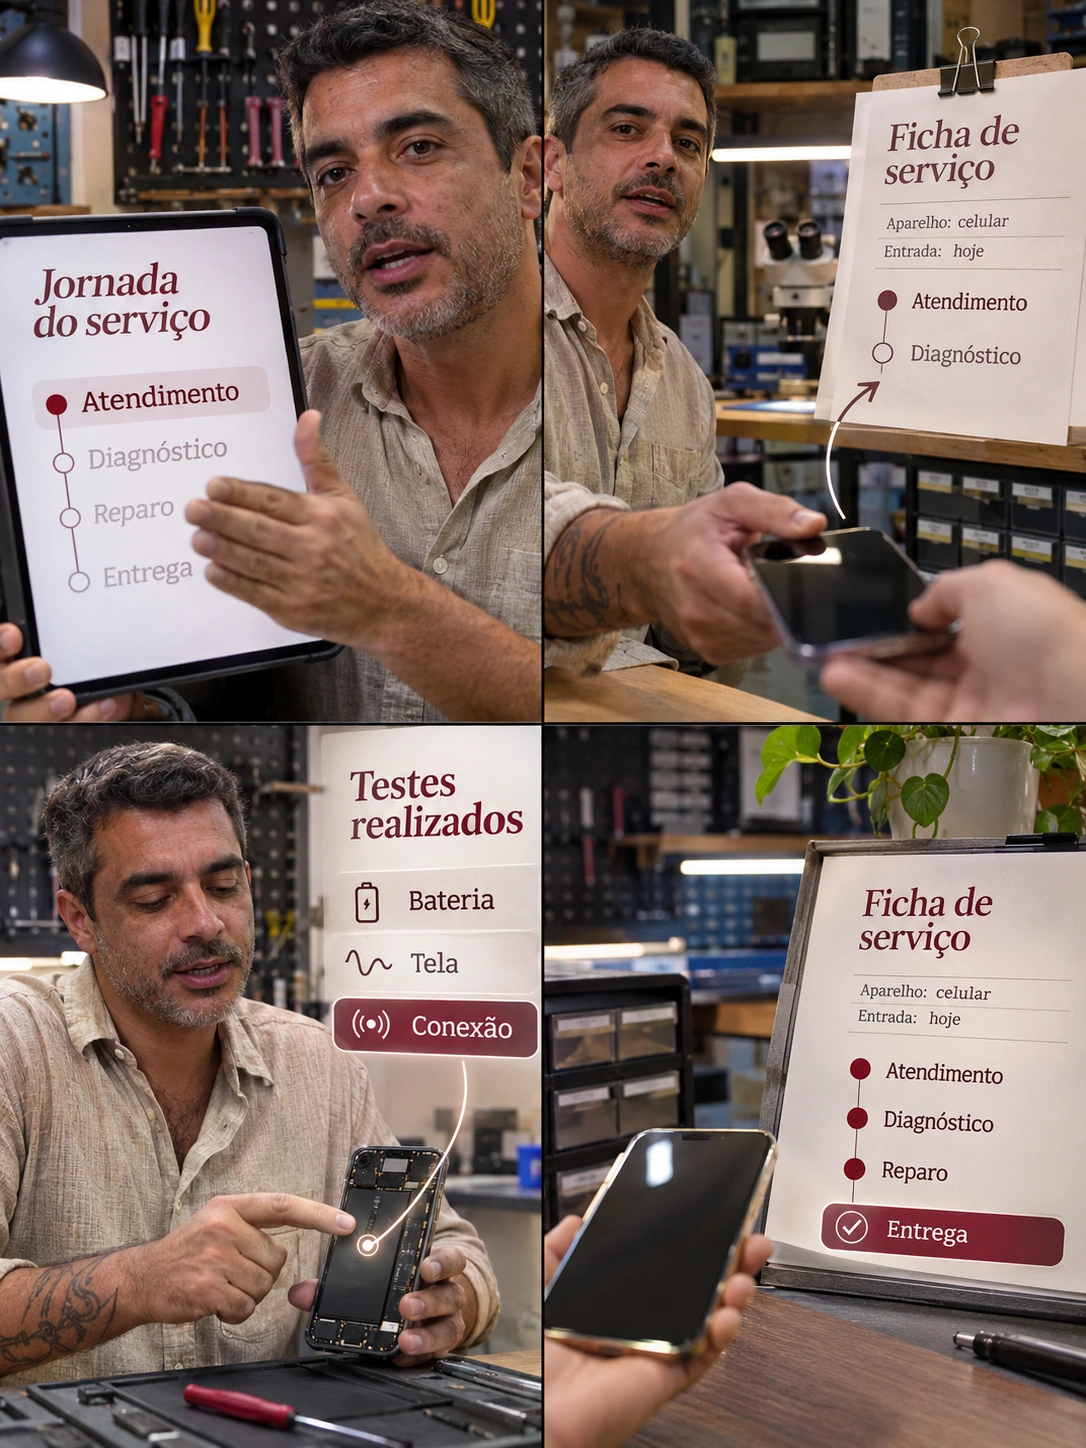 Jornada
do serviço
Atendimento
Diagnóstico
Reparo
Entrega
Ficha de
serviço
Aparelho: celular
Entrada: hoje
Atendimento
Diagnóstico
Testes
realizados
Bateria
Tela
Conexão
Ficha de
serviço
Aparelho: celular
Entrada: hoje
Atendimento
Diagnóstico
Reparo
Entrega